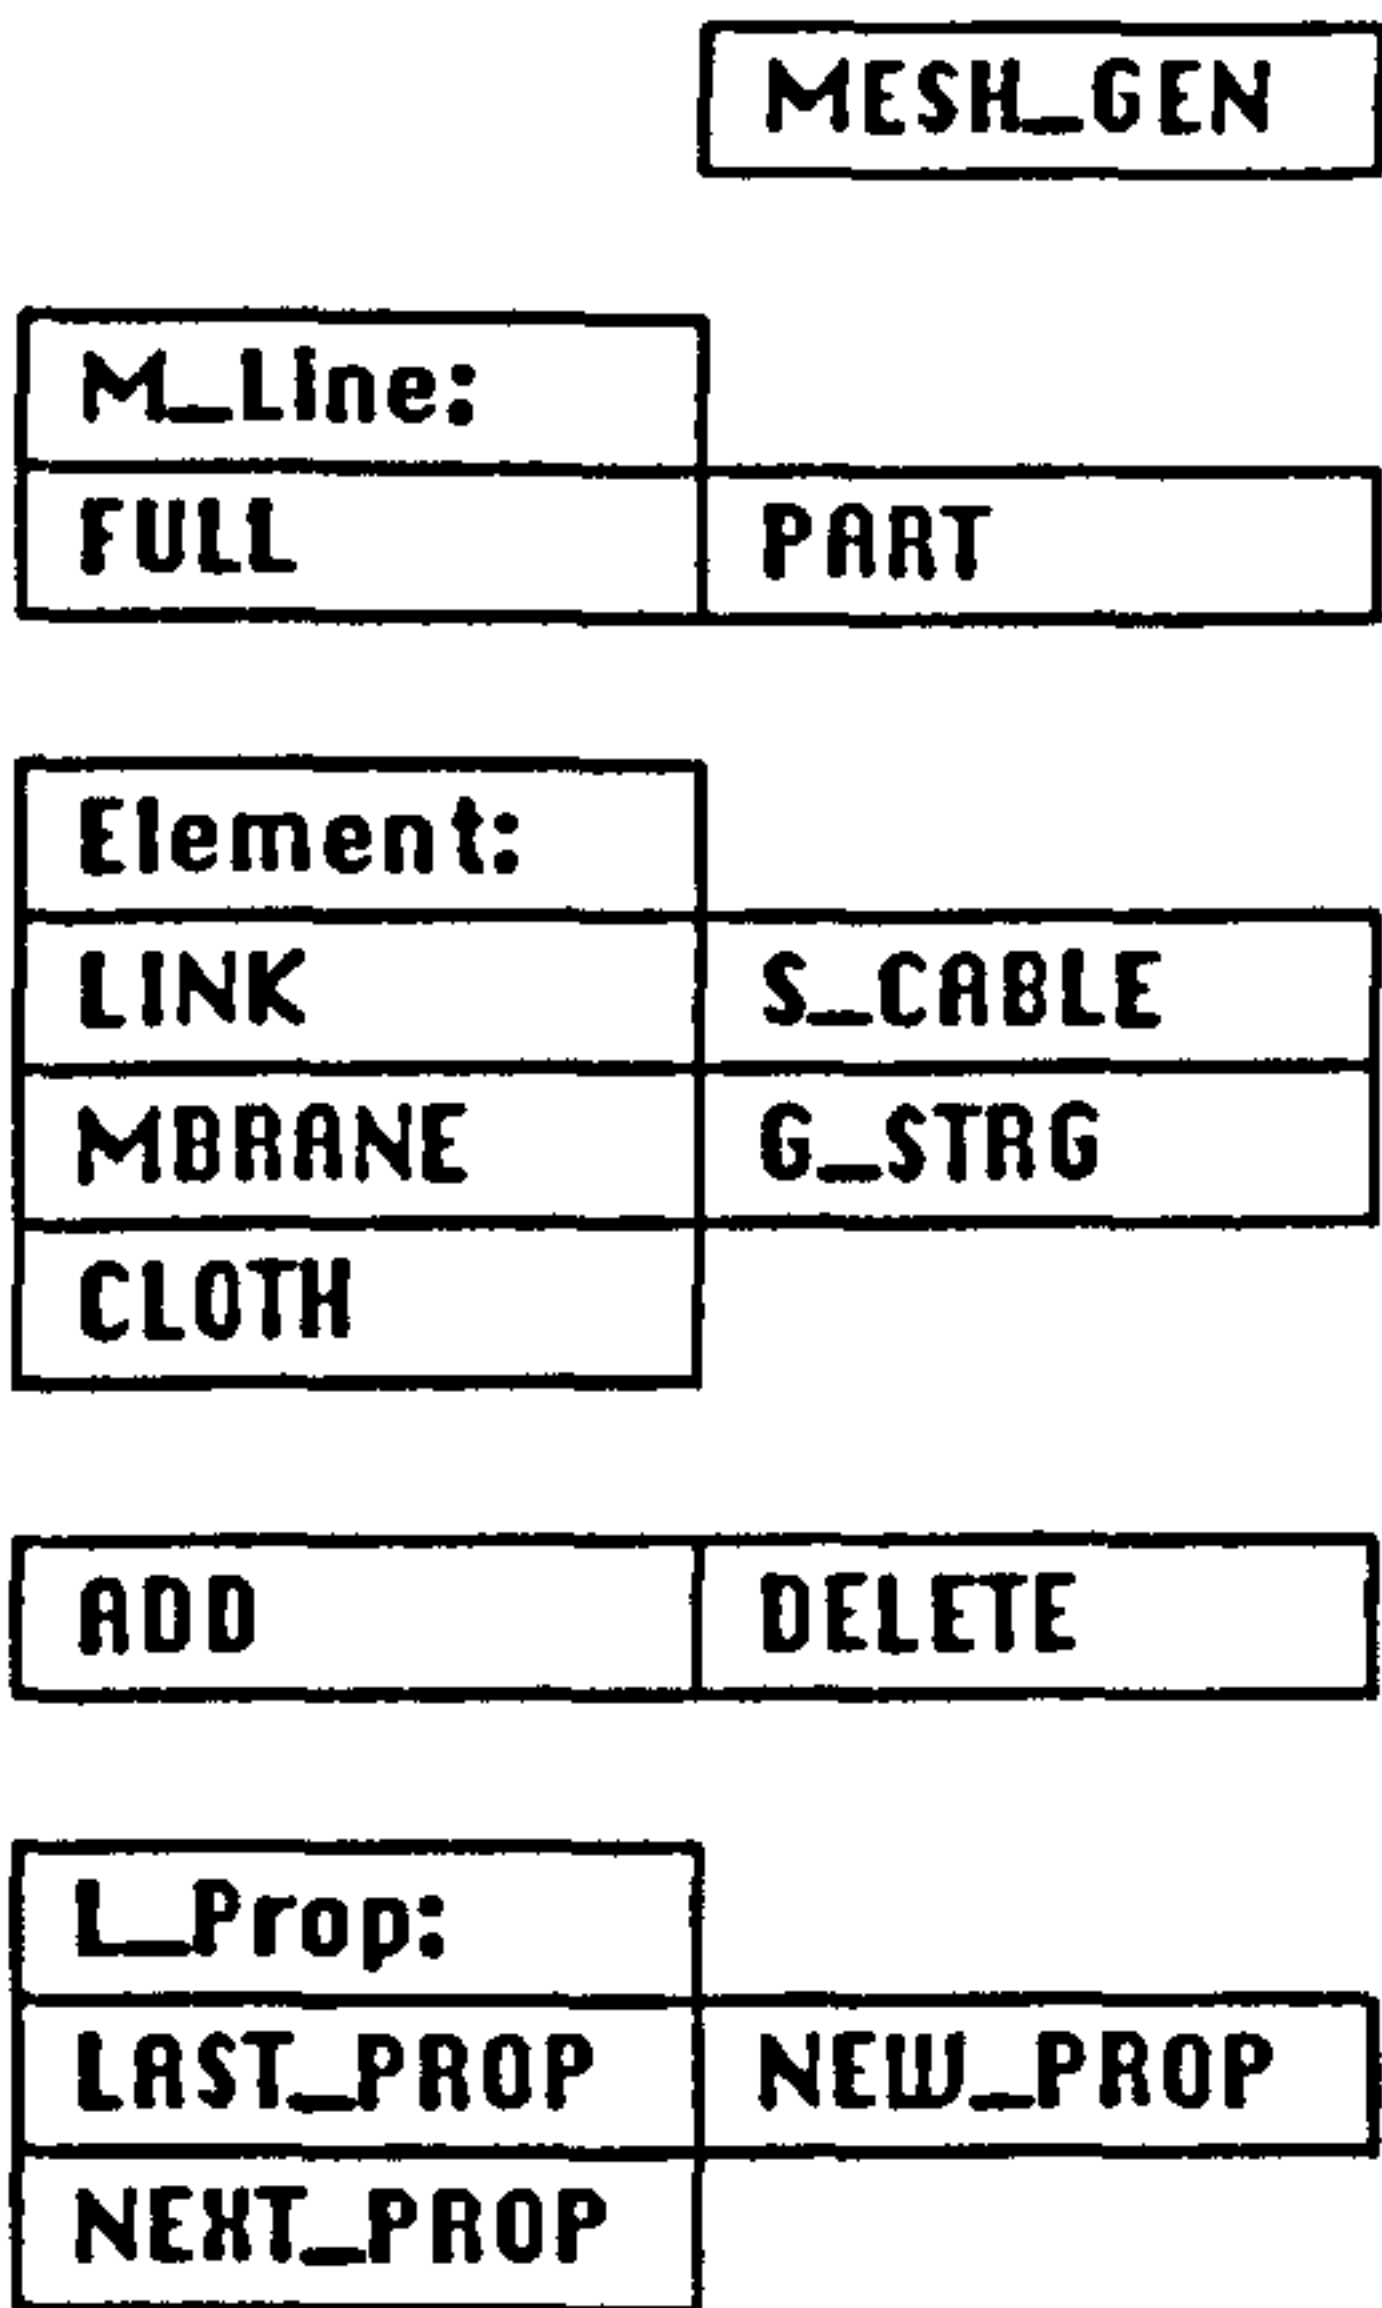 MESH_GEN
M_Line:
FULL PART
Element:
LINK S_CABLE
MBRANE G_STRG
CLOTH
ADD DELETE
L_Prop:
LAST_PROP NEW_PROP
NEXT_PROP